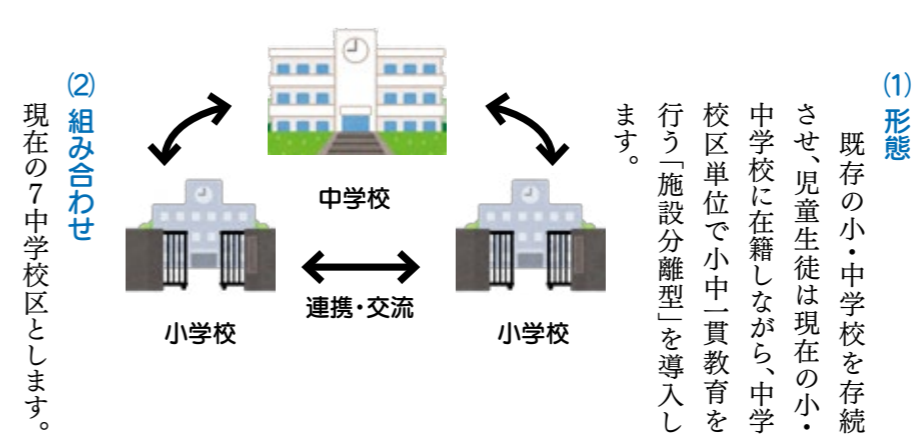 ⑴ 形態
既存の小・中学校を存続
させ、児童生徒は現在の小・
中学校に在籍しながら、中学
校区単位で小中一貫教育を
行う「施設分離型」を導入し
ます。
中学校
小学校
連携・交流
小学校
⑵ 組み合わせ
現在の7中学校区とします。